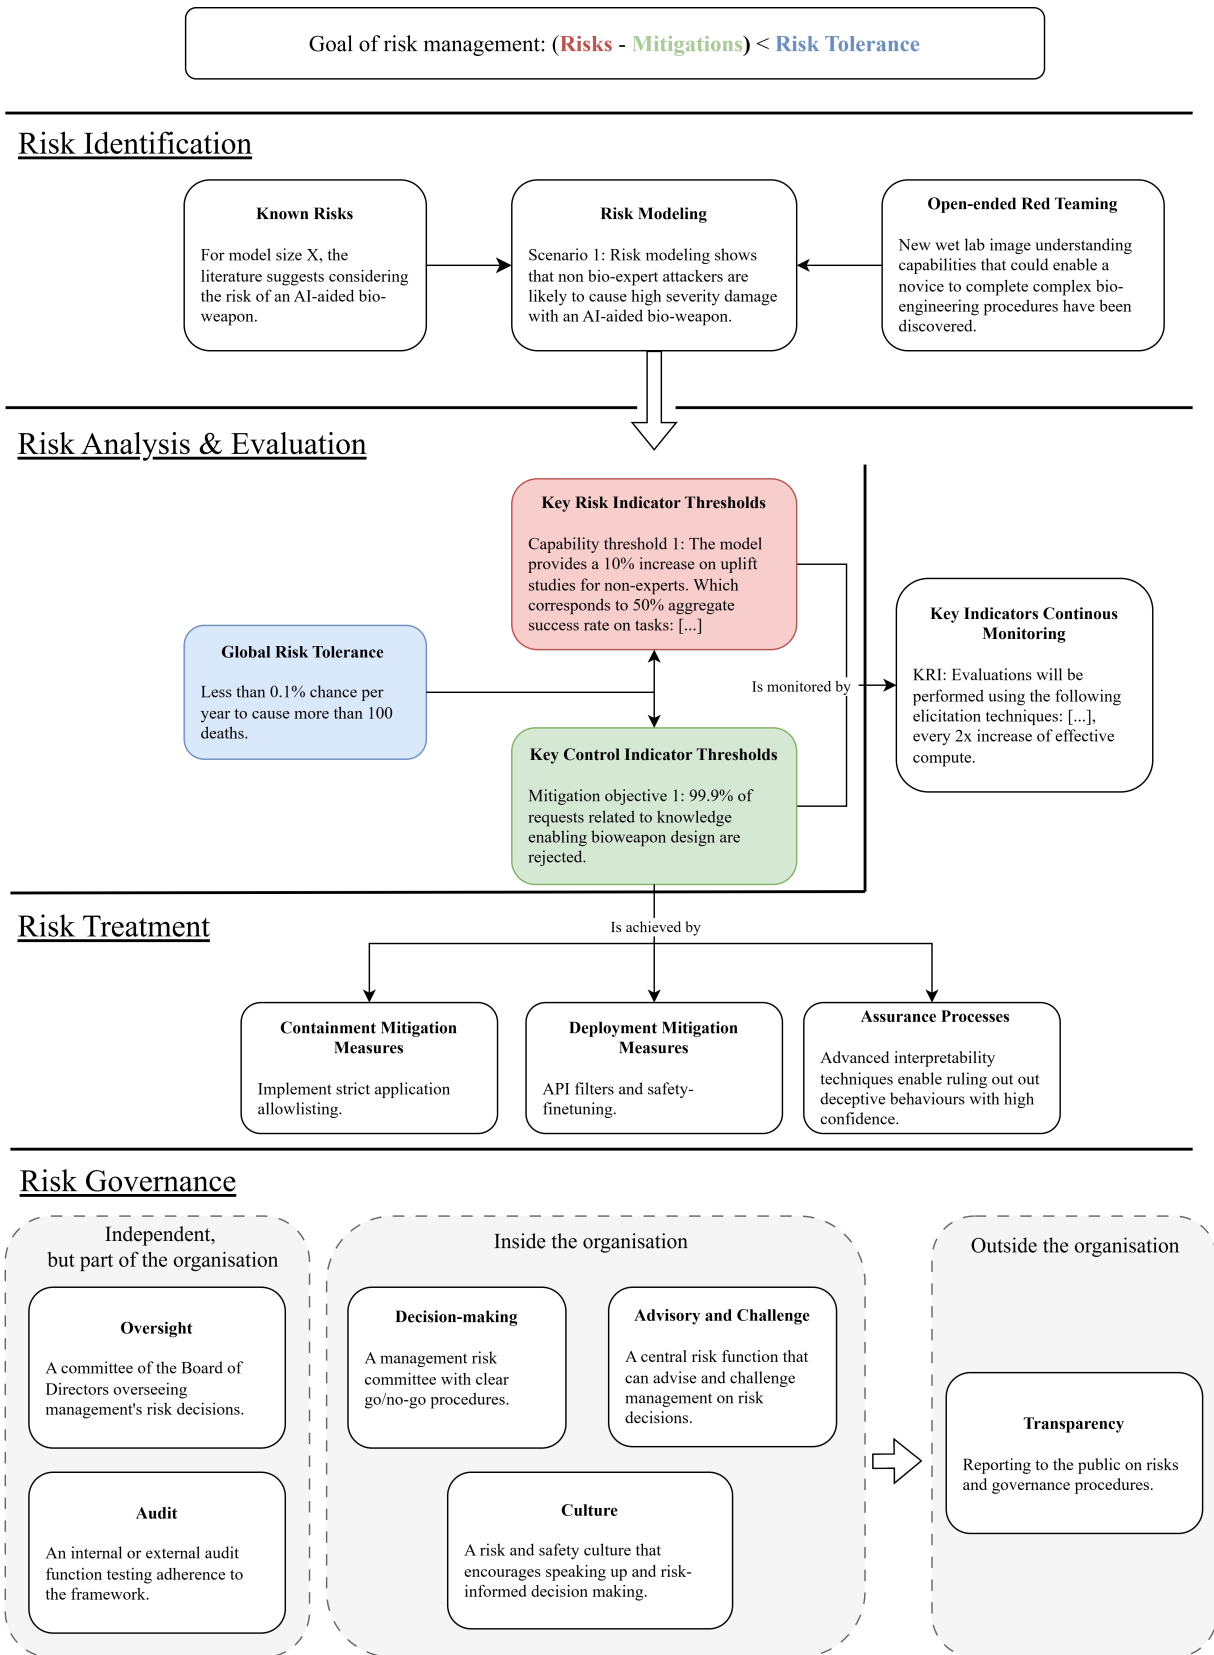 Goal of risk management: (Risks - Mitigations) < Risk Tolerance
Risk Identification
Known Risks
For model size X, the
literature suggests considering
the risk of an AI-aided bio-
weapon.
Risk Modeling
Scenario 1: Risk modeling shows
that non bio-expert attackers are
likely to cause high severity damage
with an AI-aided bio-weapon.
Open-ended Red Teaming
New wet lab image understanding
capabilities that could enable a
novice to complete complex bio-
engineering procedures have been
discovered.
Risk Analysis & Evaluation
Key Risk Indicator Thresholds
Capability threshold 1: The model
provides a 10% increase on uplift
studies for non-experts. Which
corresponds to 50% aggregate
success rate on tasks: [...]
Global Risk Tolerance
Less than 0.1% chance per
year to cause more than 100
deaths.
Is monitored by
Key Indicators Continous
Monitoring
KRI: Evaluations will be
performed using the following
elicitation techniques: [...],
every 2x increase of effective
compute.
Key Control Indicator Thresholds
Mitigation objective 1: 99.9% of
requests related to knowledge
enabling bioweapon design are
rejected.
Risk Treatment
Is achieved by
Containment Mitigation
Measures
Implement strict application
allowlisting.
Deployment Mitigation
Measures
API filters and safety-
finetuning.
Assurance Processes
Advanced interpretability
techniques enable ruling out out
deceptive behaviours with high
confidence.
Risk Governance
Independent,
but part of the organisation
Oversight
A committee of the Board of
Directors overseeing
management's risk decisions.
Audit
An internal or external audit
function testing adherence to
the framework.
Inside the organisation
Decision-making
A management risk
committee with clear
go/no-go procedures.
Advisory and Challenge
A central risk function that
can advise and challenge
management on risk
decisions.
Culture
A risk and safety culture that
encourages speaking up and risk-
informed decision making.
Outside the organisation
Transparency
Reporting to the public on risks
and governance procedures.